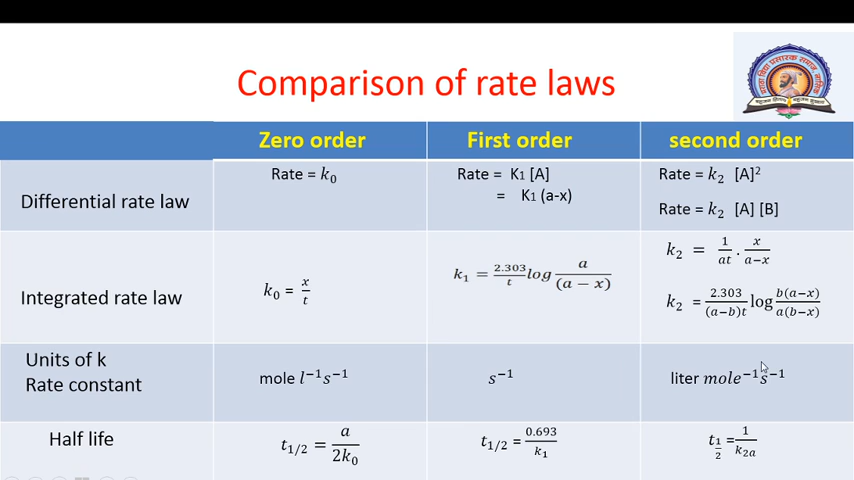 Comparison of rate laws
Zero order First order second order
Differential rate law
Rate = k₀
Rate = K1 [A]
= K1 (a-x)
Rate = k₂ [A]²
Rate = k₂ [A] [B]
Integrated rate law
k₀ = x/t
k₁ = 2.303/t log a/(a − x)
k₂ = 1/at . x/a−x
k₂ = 2.303/(a−b)t log b(a−x)/a(b−x)
Units of k
Rate constant
mole l⁻¹s⁻¹
s⁻¹
liter mole⁻¹s⁻¹
Half life
t₁/₂ = a/2k₀
t₁/₂ = 0.693/k₁
t₁/₂ = 1/k₂ₐ